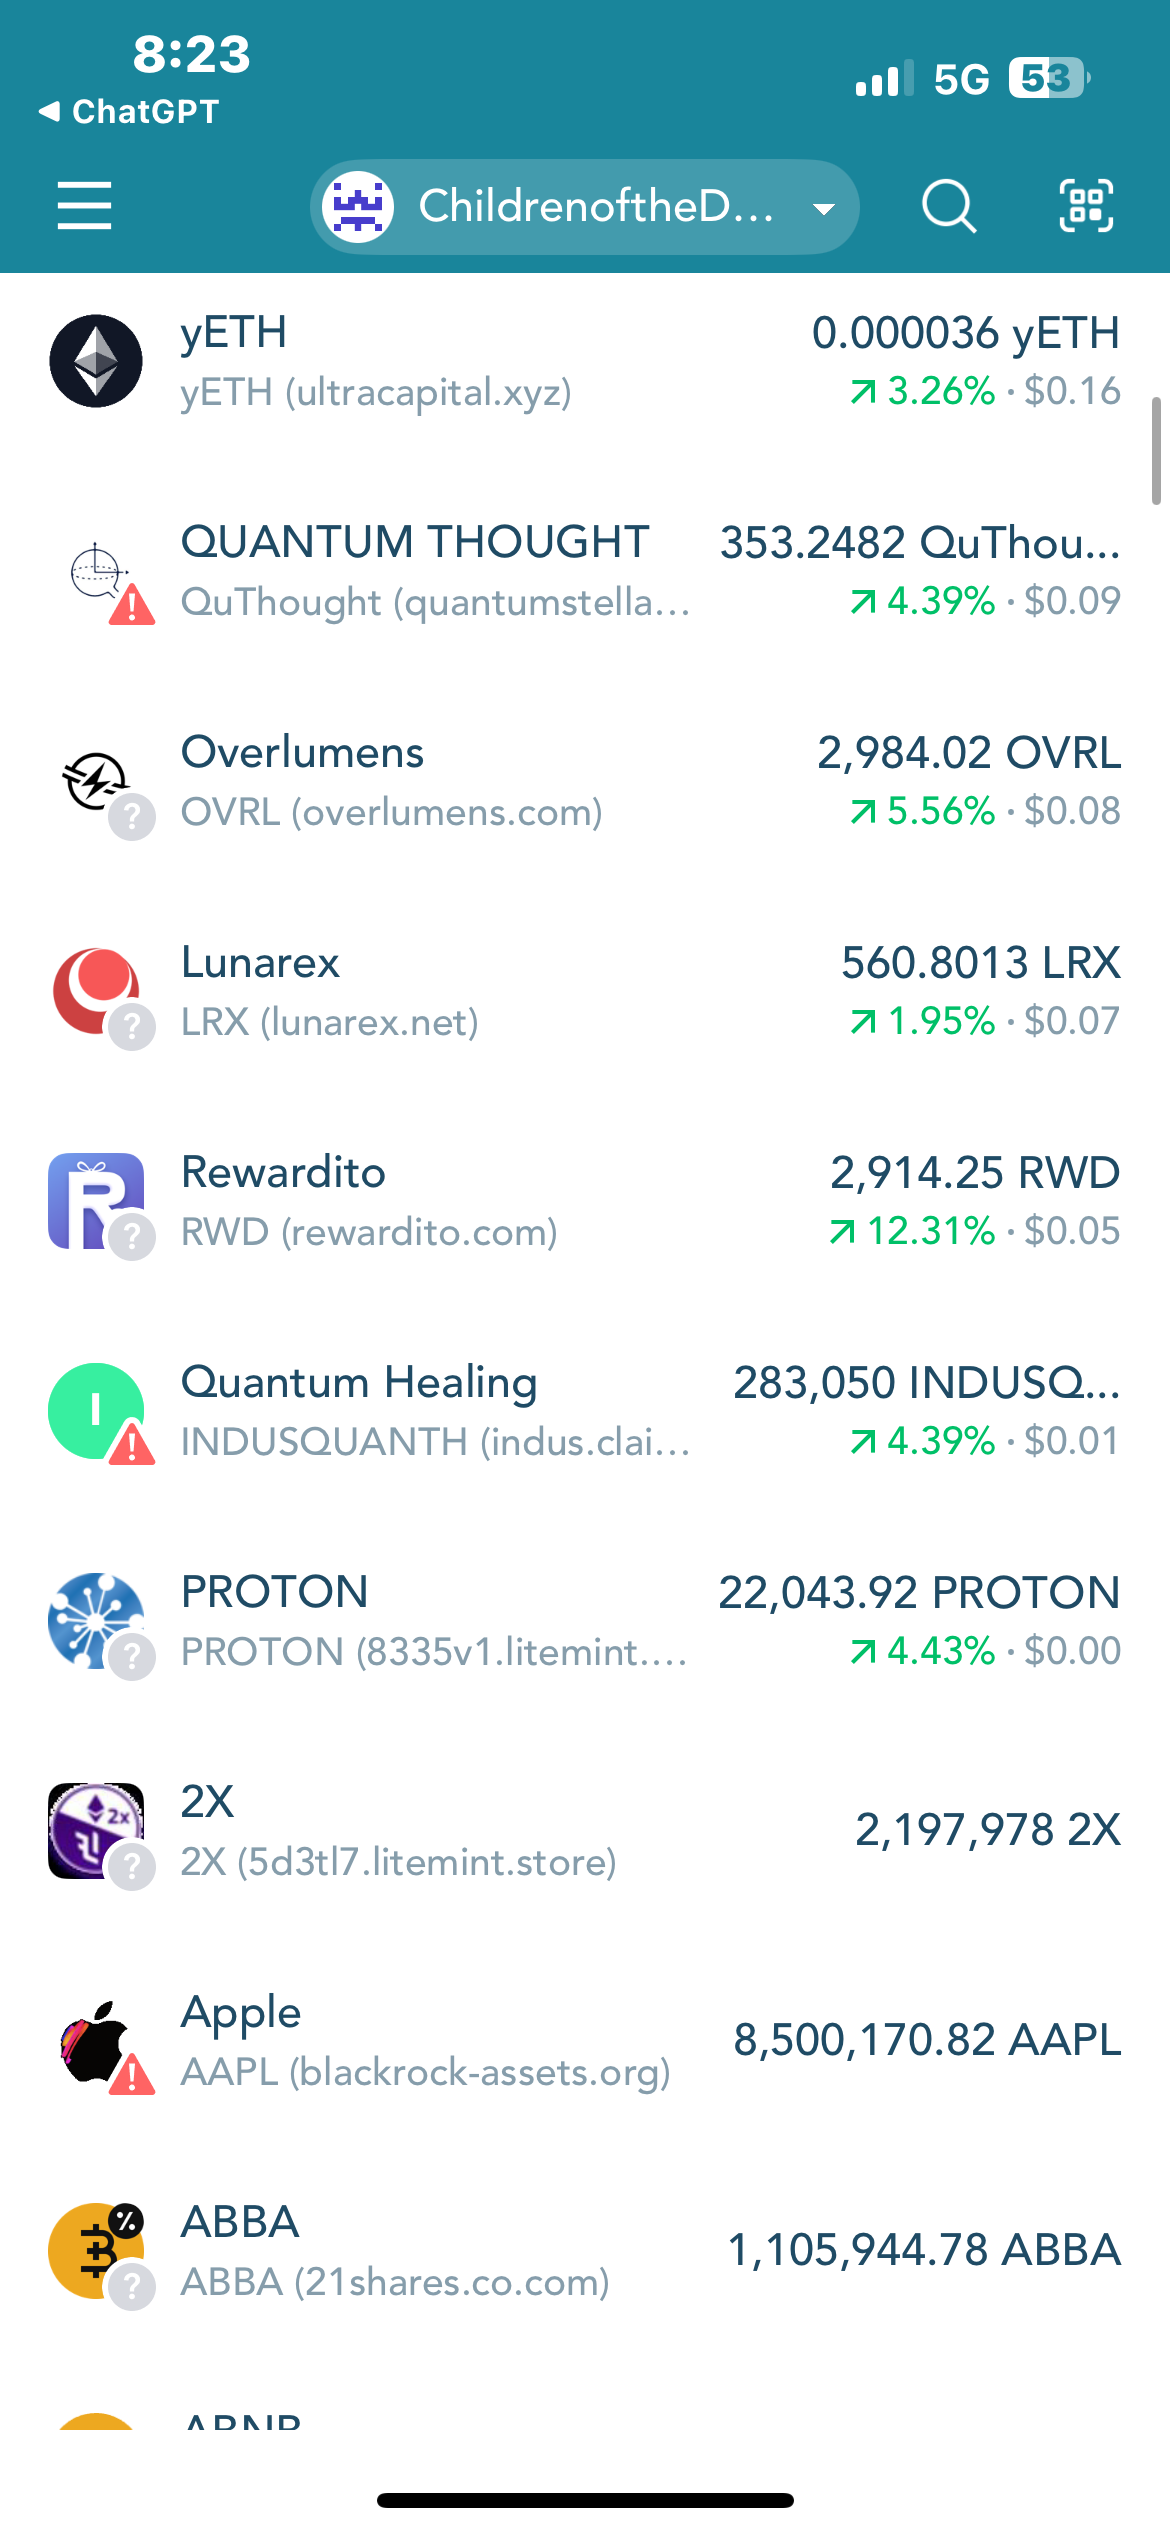 8:23
5G 53
◀ ChatGPT
ChildrenoftheD...
yETH
0.000036 yETH
yETH (ultracapital.xyz)
3.26% · $0.16
QUANTUM THOUGHT
353.2482 QuThou...
QuThought (quantumstella...
4.39% · $0.09
Overlumens
2,984.02 OVRL
OVRL (overlumens.com)
5.56% · $0.08
Lunarex
560.8013 LRX
LRX (lunarex.net)
1.95% · $0.07
Rewardito
2,914.25 RWD
RWD (rewardito.com)
12.31% · $0.05
Quantum Healing
283,050 INDUSQ...
INDUSQUANTH (indus.clai...
4.39% · $0.01
PROTON
22,043.92 PROTON
PROTON (8335v1.litemint....
4.43% · $0.00
2X
2,197,978 2X
2X (5d3tl7.litemint.store)
Apple
8,500,170.82 AAPL
AAPL (blackrock-assets.org)
ABBA
1,105,944.78 ABBA
ABBA (21shares.co.com)